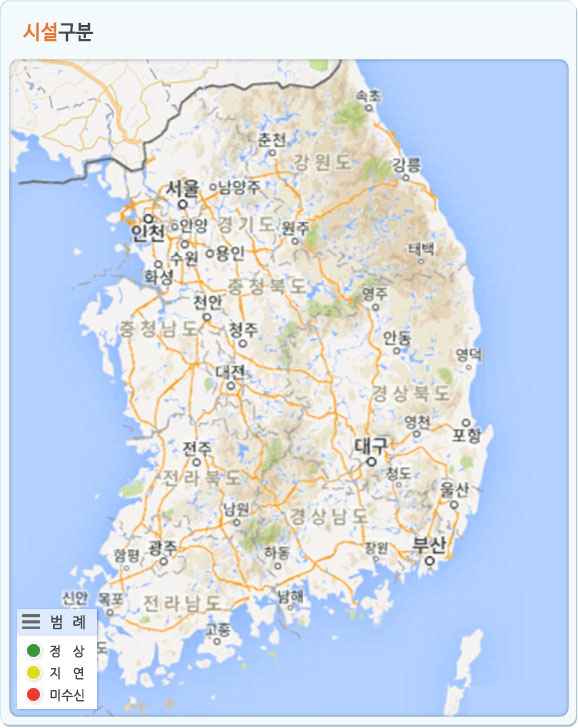 시설구분
속초
춘천
강원도
강릉
서울
남양주
인천
안양
경기도
원주
수원
용인
태백
화성
충청북도
영주
천안
충청남도
청주
안동
영덕
대전
경상북도
영천
포항
전주
대구
전라북도
청도
울산
남원
경상남도
함평
광주
하동
창원
부산
신안
목포
전라남도
남해
고흥
범 례
도
정 상
지 연
미수신